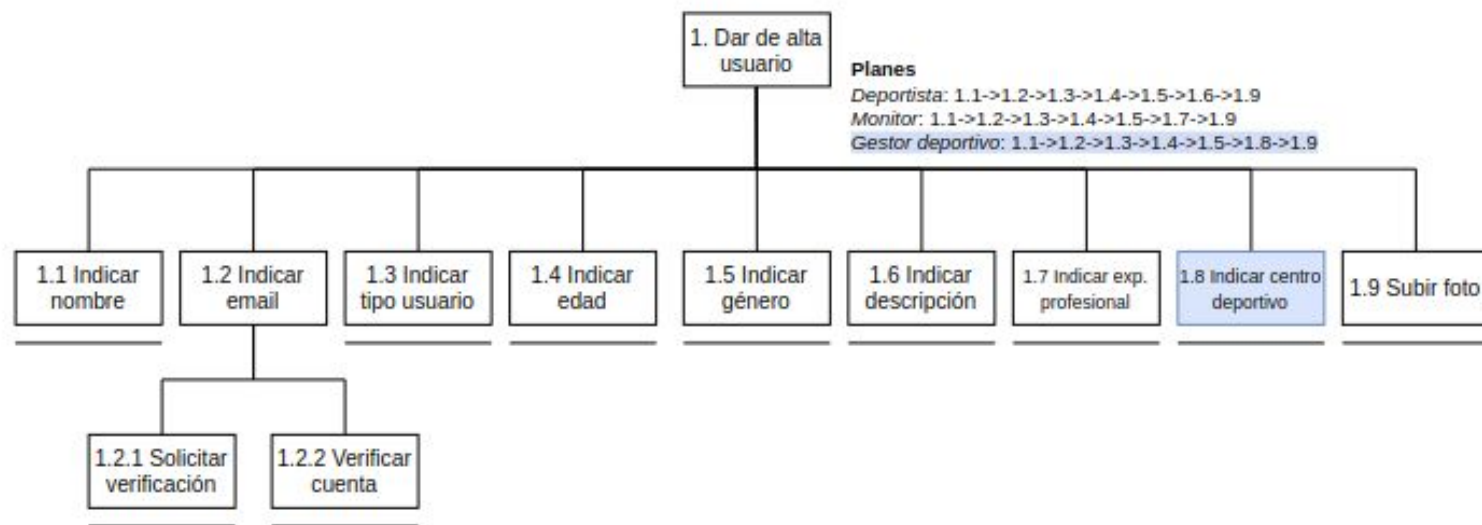 1. Dar de alta
usuario
Planes
Deportista: 1.1->1.2->1.3->1.4->1.5->1.6->1.9
Monitor: 1.1->1.2->1.3->1.4->1.5->1.7->1.9
Gestor deportivo: 1.1->1.2->1.3->1.4->1.5->1.8->1.9
1.1 Indicar
nombre
1.2 Indicar
email
1.3 Indicar
tipo usuario
1.4 Indicar
edad
1.5 Indicar
género
1.6 Indicar
descripción
1.7 Indicar exp.
profesional
1.8 Indicar centro
deportivo
1.9 Subir foto
1.2.1 Solicitar
verificación
1.2.2 Verificar
cuenta